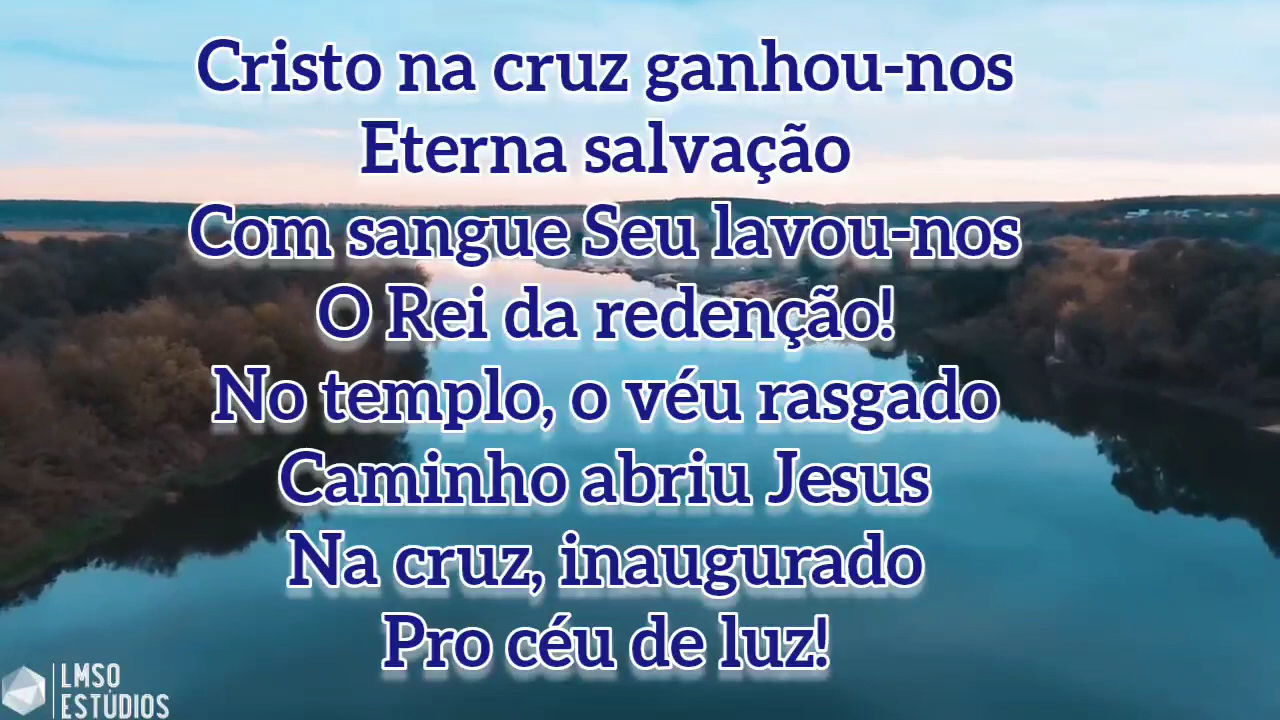 Cristo na cruz ganhou-nos
Eterna salvação
Com sangue Seu lavou-nos
O Rei da redenção!
No templo, o véu rasgado
Caminho abriu Jesus
Na cruz, inaugurado
Pro céu de luz!
LMSO
ESTÚDIOS